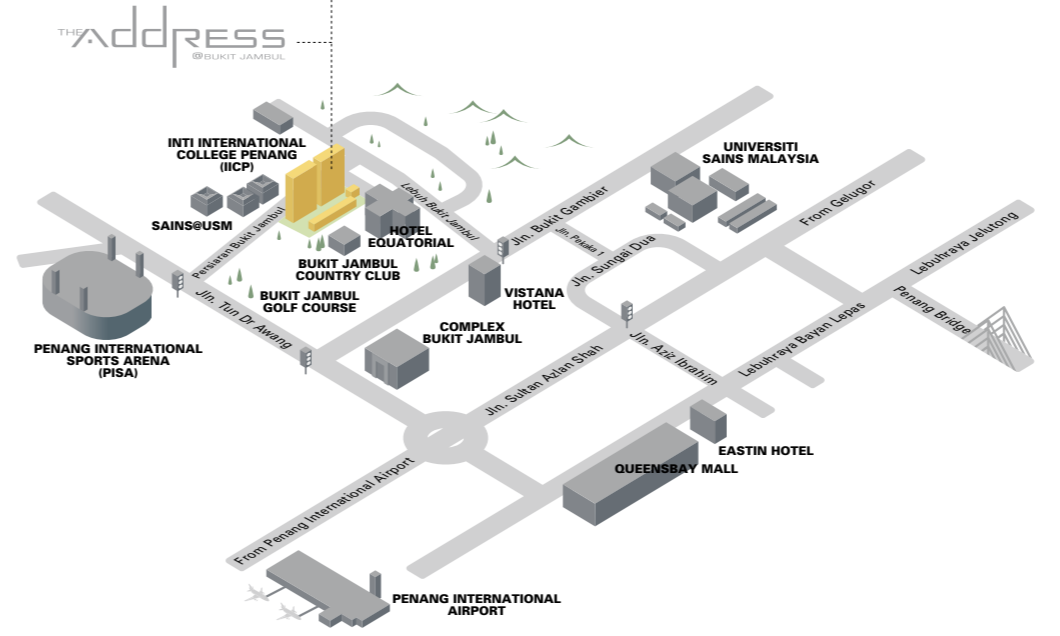 THE Address
@BUKIT JAMBUL
INTI INTERNATIONAL
COLLEGE PENANG
(IICP)
UNIVERSITI
SAINS MALAYSIA
SAINS@USM
Persiaran Bukit Jambul
Lebuh Bukit Jambul
HOTEL
EQUATORIAL
BUKIT JAMBUL
COUNTRY CLUB
BUKIT JAMBUL
GOLF COURSE
Jln. Bukit Gambier
Jln. Pekaka 1
Jln. Sungai Dua
From Gelugor
Lebuhraya Jelutong
Penang Bridge
VISTANA
HOTEL
Jln. Tun Dr Awang
PENANG INTERNATIONAL
SPORTS ARENA
(PISA)
COMPLEX
BUKIT JAMBUL
Jln. Aziz Ibrahim
Lebuhraya Bayan Lepas
Jln. Sultan Azlan Shah
EASTIN HOTEL
QUEENSBAY MALL
From Penang International Airport
PENANG INTERNATIONAL
AIRPORT